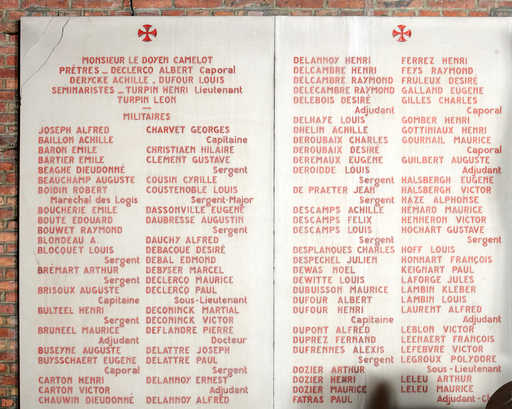 MONSIEUR LE DOYEN CAMELOT
PRÊTRES _ DECLERCQ ALBERT Caporal
DERYCKE ACHILLE _ DUFOUR LOUIS
SEMINARISTES _ TURPIN HENRI Lieutenant
TURPIN LEON
MILITAIRES
JOSEPH ALFRED
BAILLON ACHILLE
BARON EMILE
BARTIER EMILE
BEAGHE DIEUDONNÉ
BEAUCHAMP AUGUSTE
BOIDIN ROBERT
Maréchal des Logis
BOUCHERIE EMILE
BOUTE EDOUARD
BOUWET RAYMOND
BLONDEAU A.
BLOCQUET LOUIS
Sergent
BRÉMART ARTHUR
Sergent
BRISOUX AUGUSTE
Capitaine
BULTEEL HENRI
Sergent
BRUNEEL MAURICE
Adjudant
BUSEYNE AUGUSTE
BUYSSCHAERT EUGENE
Caporal
CARTON HENRI
CARTON VICTOR
CHAUWIN DIEUDONNÉ
CHARVET GEORGES
Capitaine
CHRISTIAEN HILAIRE
CLEMENT GUSTAVE
Sergent
COUSIN CYRILLE
COUSTENOBLE LOUIS
Sergent-Major
DASSONVILLE EUGENE
DAUBRESSE AUGUSTIN
Sergent
DAUCHY ALFRED
DEBACQUE DÉSIRÉ
DEBAL EDMOND
DEBYSER MARCEL
DECLERCQ MAURICE
DECLERCQ PAUL
Sous-Lieutenant
DECONINCK MARTIAL
DECONINCK VICTOR
DEFLANDRE PIERRE
Docteur
DELATTRE JOSEPH
DELATTRE PAUL
Sergent
DELANNOY ERNEST
Adjudant
DELANNOY ALFRED
DELANNOY HENRI
DELCAMBRE HENRI
DELCAMBRE RAYMOND
DELECAMBRE RAYMOND
DELEBOIS DESIRÉ
Adjudant
DELHAYE LOUIS
DHELIN ACHILLE
DEROUBAIX CHARLES
DEROUBAIX DESIRÉ
DEREMAUX EUGENE
DEROIDDE LOUIS
Sergent
DE PRAETER JEAN
Sergent
DESCAMPS ACHILLE
DESCAMPS FELIX
DESCAMPS LOUIS
Sergent
DESPLANQUES CHARLES
DESPECHEL JULIEN
DEWAS NOEL
DEWITTE LOUIS
DUBUISSON MAURICE
DUFOUR ALBERT
DUFOUR HENRI
Capitaine
DUPONT ALFRED
DUPREZ FERNAND
DUFRENNES ALEXIS
Sergent
DOZIER ARTHUR
DOZIER HENRI
DOZIER MAURICE
FATRAS PAUL
FERREZ HENRI
FEYS RAYMOND
FRULEUX DESIRÉ
GALLAND EUGENE
GILLES CHARLES
Caporal
GOMBER HENRI
GOTTINIAUX HENRI
GOURNAIL MAURICE
Caporal
GUILBERT AUGUSTE
Adjudant
HALSBERGH EUGÈNE
HALSBERGH VICTOR
HAZE ALPHONSE
HEMARD MAURICE
HENHERON VICTOR
HOCHART GUSTAVE
Sergent
HOFF LOUIS
HONNART FRANÇOIS
KEIGNART PAUL
LAFORGE JULES
LAMBIN KLEBER
LAMBIN LOUIS
LAURENT ALFRED
Adjudant
LEBLON VICTOR
LEENAERT FRANÇOIS
LEFEBVRE VICTOR
LEGROUX POLYDORE
Sous-Lieutenant
LELEU ARTHUR
LELEU MAURICE